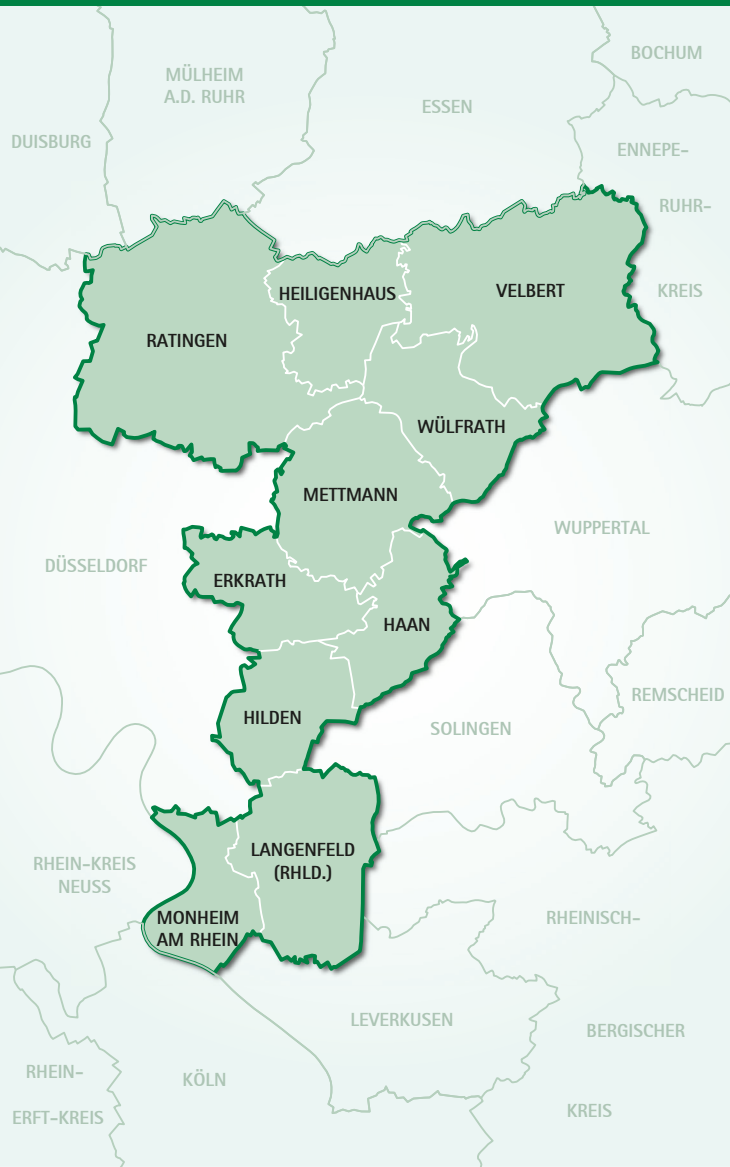 BOCHUM
MÜLHEIM
A.D. RUHR
ESSEN
DUISBURG
ENNEPE-
RUHR-
KREIS
HEILIGENHAUS
VELBERT
RATINGEN
WÜLFRATH
METTMANN
WUPPERTAL
DÜSSELDORF
ERKRATH
HAAN
REMSCHEID
HILDEN
SOLINGEN
LANGENFELD
(RHLD.)
RHEIN-KREIS
NEUSS
MONHEIM
AM RHEIN
RHEINISCH-
BERGISCHER
KREIS
LEVERKUSEN
KÖLN
RHEIN-
ERFT-KREIS